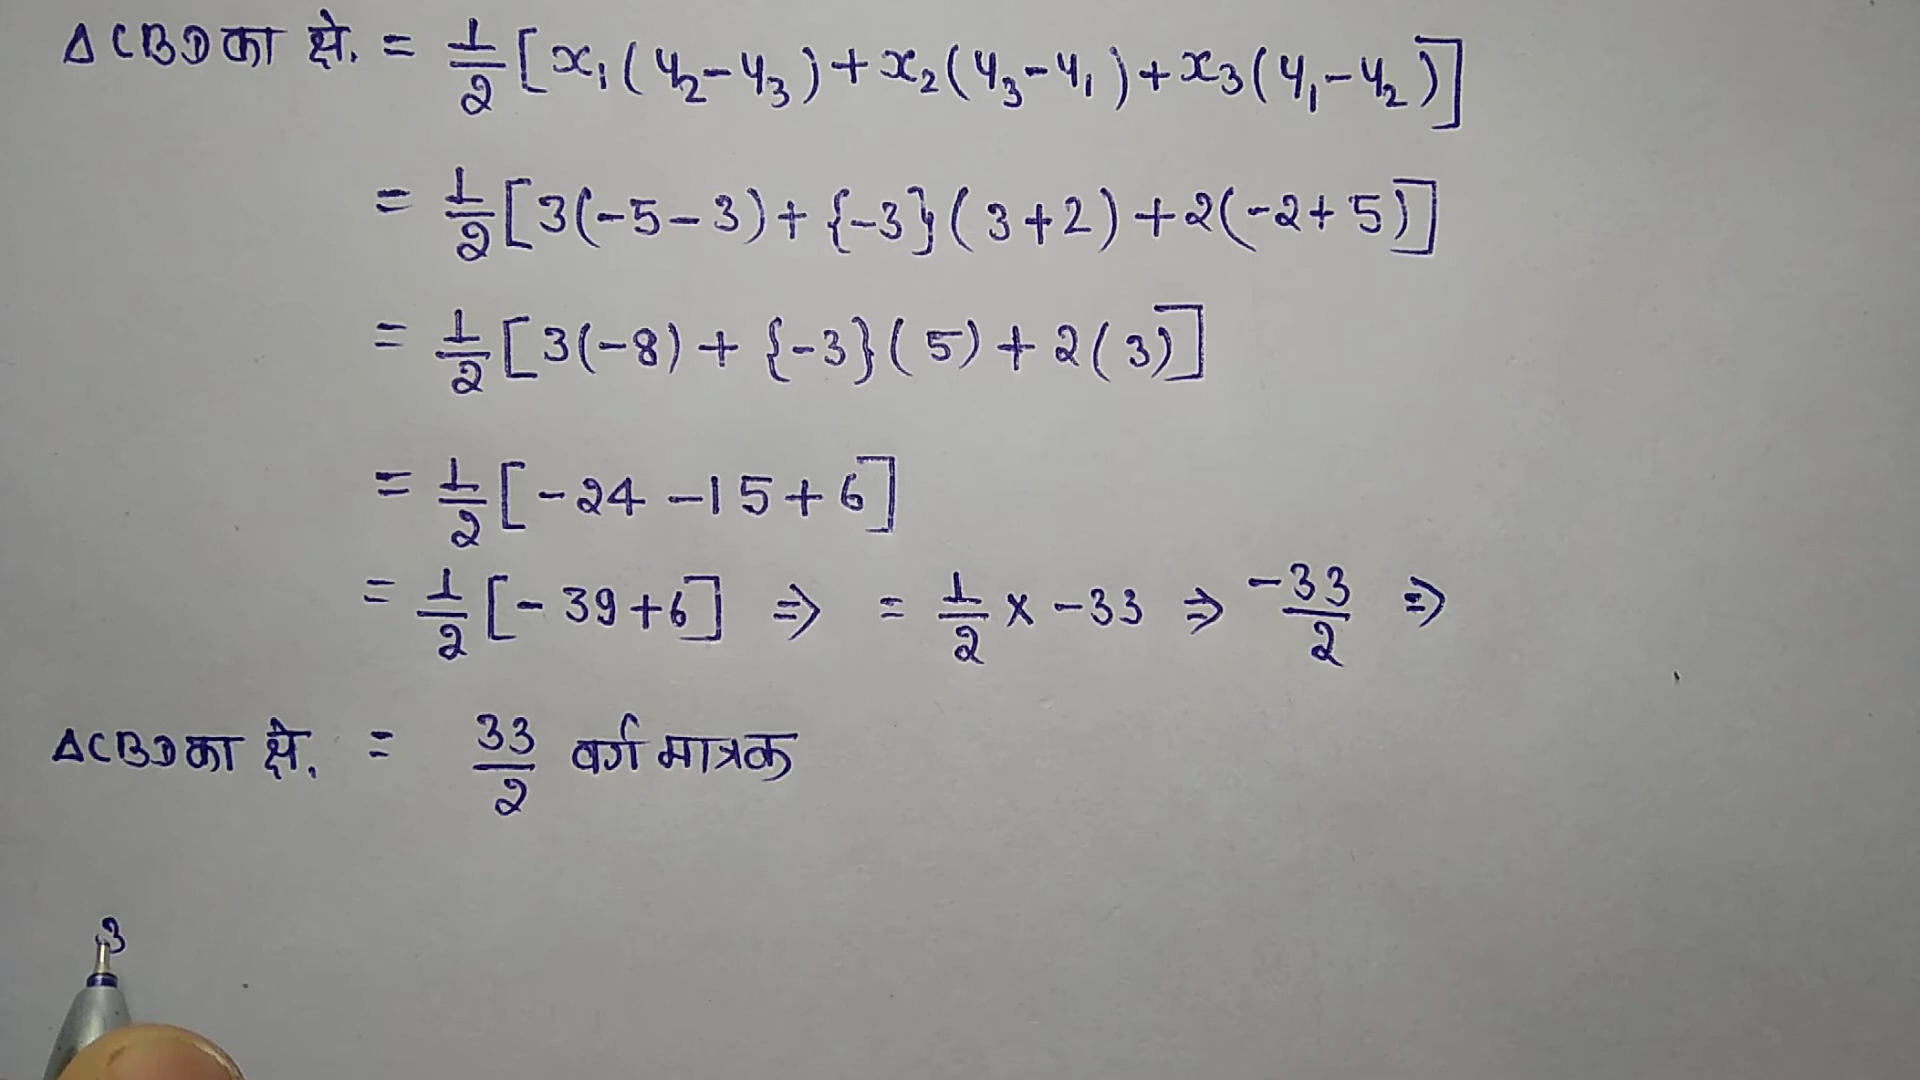 ΔCBD का क्षे. = 1/2 [x₁(y₂-y₃)+x₂(y₃-y₁)+x₃(y₁-y₂)]
= 1/2 [3(-5-3)+{-3}(3+2)+2(-2+5)]
= 1/2 [3(-8)+{-3}(5)+2(3)]
= 1/2 [-24-15+6]
= 1/2 [-39+6] ⇒ = 1/2 x -33 ⇒ -33/2 ⇒
ΔCBD का क्षे. = 33/2 वर्ग मात्रक